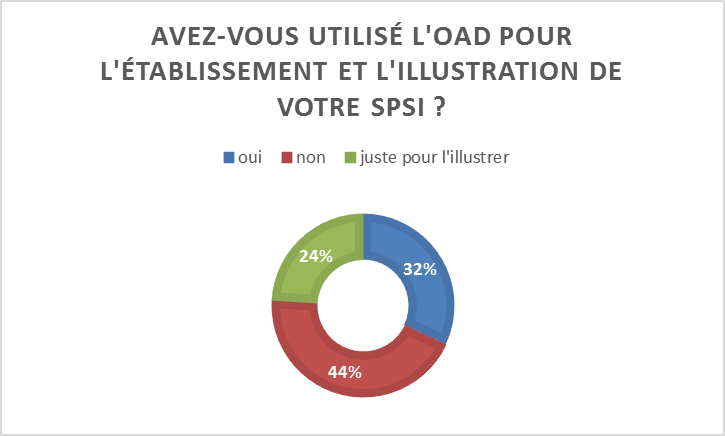 AVEZ-VOUS UTILISÉ L'OAD POUR
L'ÉTABLISSEMENT ET L'ILLUSTRATION DE
VOTRE SPSI ?
oui non juste pour l'illustrer
24%
32%
44%